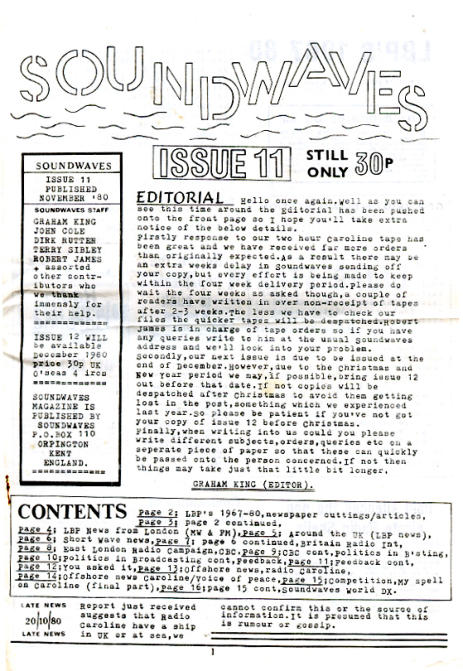 SOUNDWAVES
ISSUE 11 STILL ONLY 30P
SOUNDWAVES
ISSUE 11
PUBLISHED
NOVEMBER '80
SOUNDWAVES STAFF
GRAHAM KING
JOHN COLE
DIRK RUTTEN
TERRY SIBLEY
ROBERT JAMES
+ assorted
other contr-
ibutors who
we thank
immensly for
their help.
ISSUE 12 WILL
be available
December 1980
price 30p UK
o'seas 4 ircs
SOUNDWAVES
MAGAZINE IS
PUBLISHED BY
SOUNDWAVES
P.O.BOX 110
ORPINGTON
KENT
ENGLAND.
EDITORIAL Hello once again.Well as you can
see this time around the Editorial has been pushed
onto the front page so i hope you'll take extra
notice of the below details.
Firstly response to our two hour Caroline tapes has
been great and we have received far more orders
than originally expected.As a result there may be
an extra weeks delay in Soundwaves sending off
your copy,but every effort is being made to keep
within the four week delivery period.Please do
wait the four weeks as asked though,a couple of
readers have written in over non-receipt of tapes
after 2-3 weeks.The less we have to check our
files the quicker tapes will be despatched.Robert
James is in charge of tape orders so if you have
any queries write to him at the usual Soundwaves
address and we'll look into your problem.
Secondly,our next issue is due to be issued at the
end of December.However,due to the Christmas and
New year period we may,if possible,bring issue 12
out before that date.If not copies will be
despatched after Christmas to avoid them getting
lost in the post,something which we experienced
last year.So please be patient if you've not got
your copy of issue 12 before Christmas.
Finally,when writing into us could you please
write different subjects,orders,queries etc on a
seperate piece of paper so that these can quickly
be passed onto the person concerned.If not then
things may take just that little bit longer.
GRAHAM KING (EDITOR).
CONTENTS Page 2: LBP's 1967-80,newspaper cuttings/articles,
Page 3: page 2 continued,
Page 4: LBP News from London (MW & FM),Page 5: Around the UK (LBP news),
Page 6: Short wave news,Page 7: page 6 continued,Britain Radio Int,
Page 8: East London Radio Campaign,CBC,Page 9:CBC cont,politics in B'sting,
Page 10:Politics in Broadcasting cont,Feedback,Page 11:Feedback cont,
Page 12:You asked it,Page 13:Offshore news,radio Caroline,
Page 14:Offshore news Caroline/Voice of peace,Page 15:Competition,MY spell
on Caroline (final part),Page 16:page 15 cont,Soundwaves World DX.
LATE NEWS
20/10/80
LATE NEWS
Report just received
suggests that Radio
Caroline have a ship
in UK or at sea,we
cannot confirm this or the source of
information.It is presumed that this
is rumour or gossip.
1